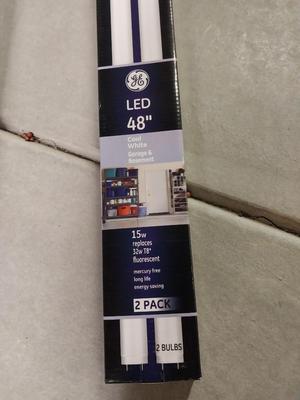 GE
LED
48"
Cool
White
Garage &
Basement
15w
replaces
32w T8*
fluorescent
mercury free
long life
energy saving
2 PACK
2 BULBS